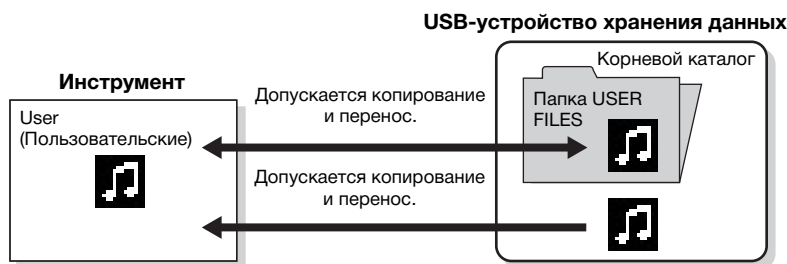 USB-устройство хранения данных
Корневой каталог
Инструмент
Допускается копирование
и перенос.
Папка USER
FILES
User
(Пользовательские)
Допускается копирование
и перенос.